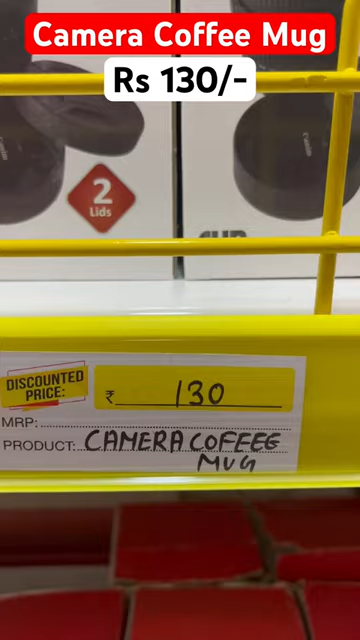 Camera Coffee Mug
Rs 130/-
2
Lids
DISCOUNTED
PRICE:
₹ 130
MRP:
PRODUCT: CAMERA COFFEE
MUG